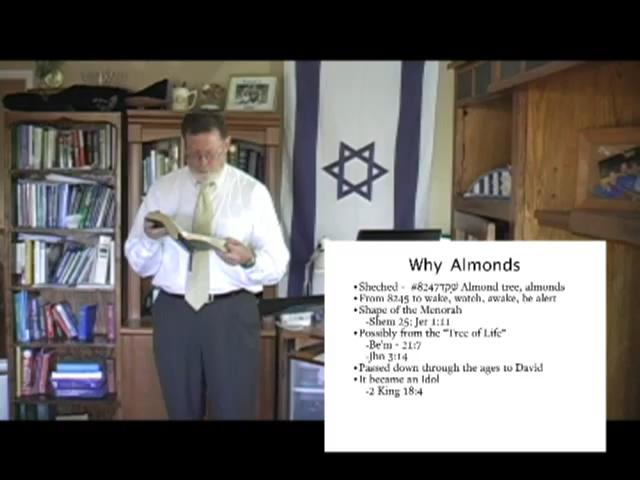 Why Almonds
• Sheched - #8247שָׁקֵד Almond tree, almonds
• From 8245 to wake, watch, awake, be alert
• Shape of the Menorah
-Shem 25: Jer 1:11
• Possibly from the "Tree of Life"
-Be'm - 21:7
-Jhn 3:14
• Passed down through the ages to David
• It became an Idol
-2 King 18:4